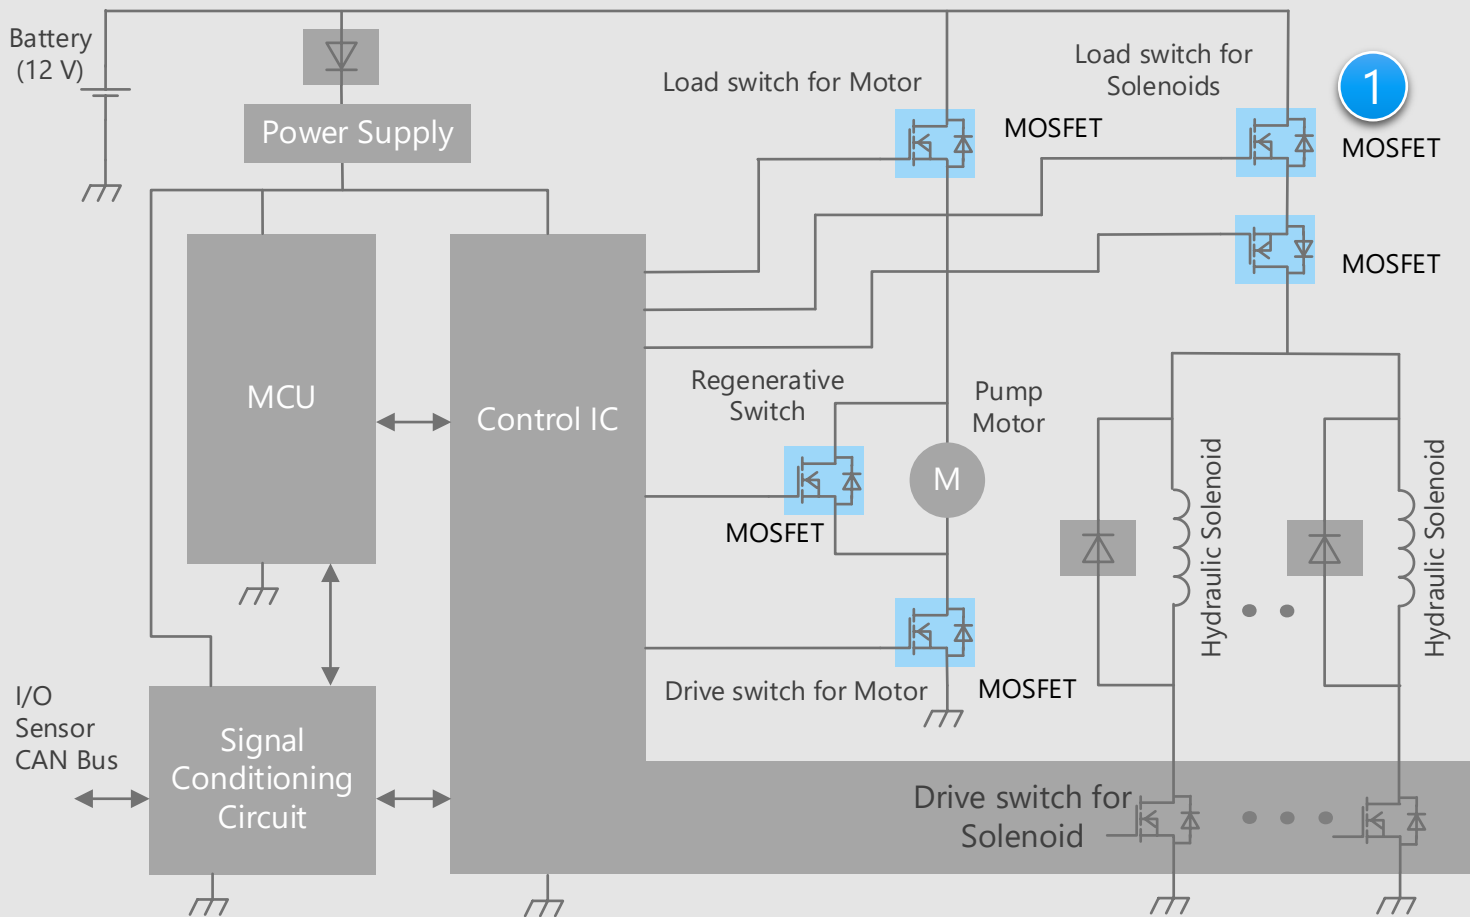 Battery
(12 V)
Power Supply
Load switch for Motor
MOSFET
Load switch for
Solenoids
1
MOSFET
MOSFET
MCU
Control IC
Regenerative
Switch
MOSFET
Pump
Motor
M
Hydraulic Solenoid
Hydraulic Solenoid
Drive switch for Motor
MOSFET
I/O
Sensor
CAN Bus
Signal
Conditioning
Circuit
Drive switch for
Solenoid